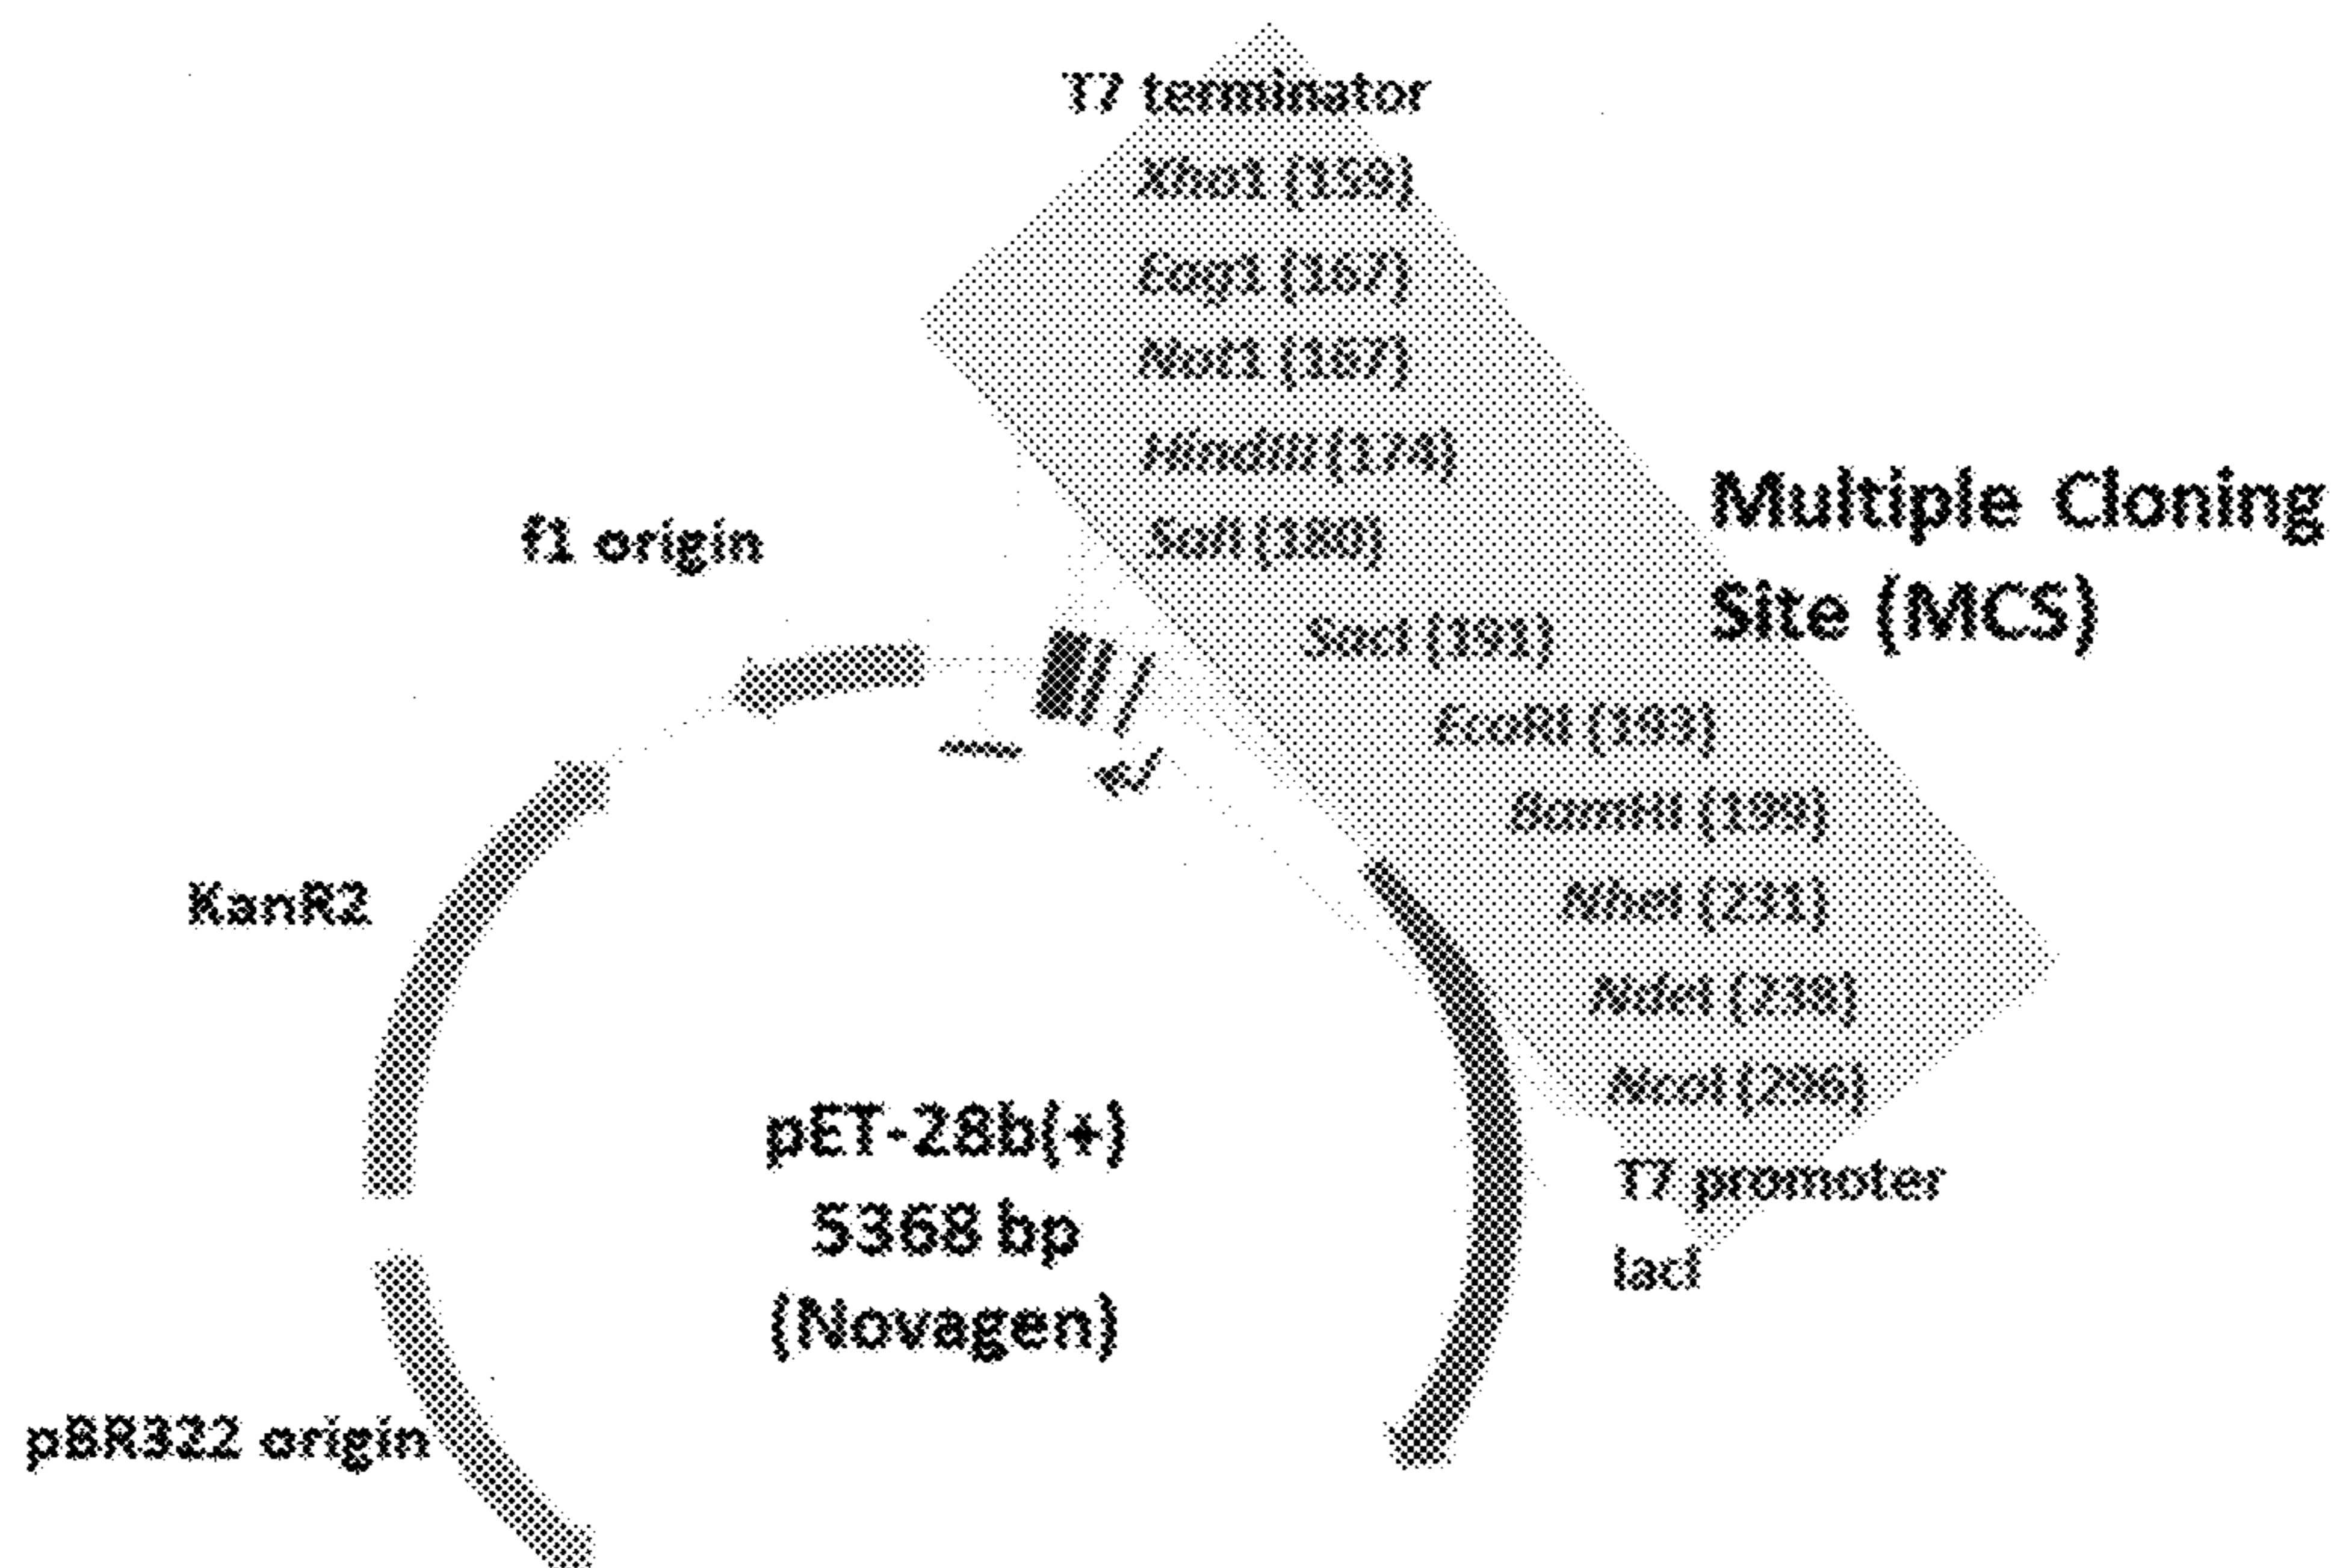 T7 terminator
Xho1 (159)
Eag1 (167)
Not1 (167)
HindIII (174)
SalI (180)
SacI (191)
EcoRI (193)
BamHI (199)
NheI (231)
NdeI (238)
NcoI (296)
T7 promoter
lacI
Multiple Cloning
Site (MCS)
f1 origin
KanR2
pBR322 origin
pET-28b(+)
5368 bp
(Novagen)